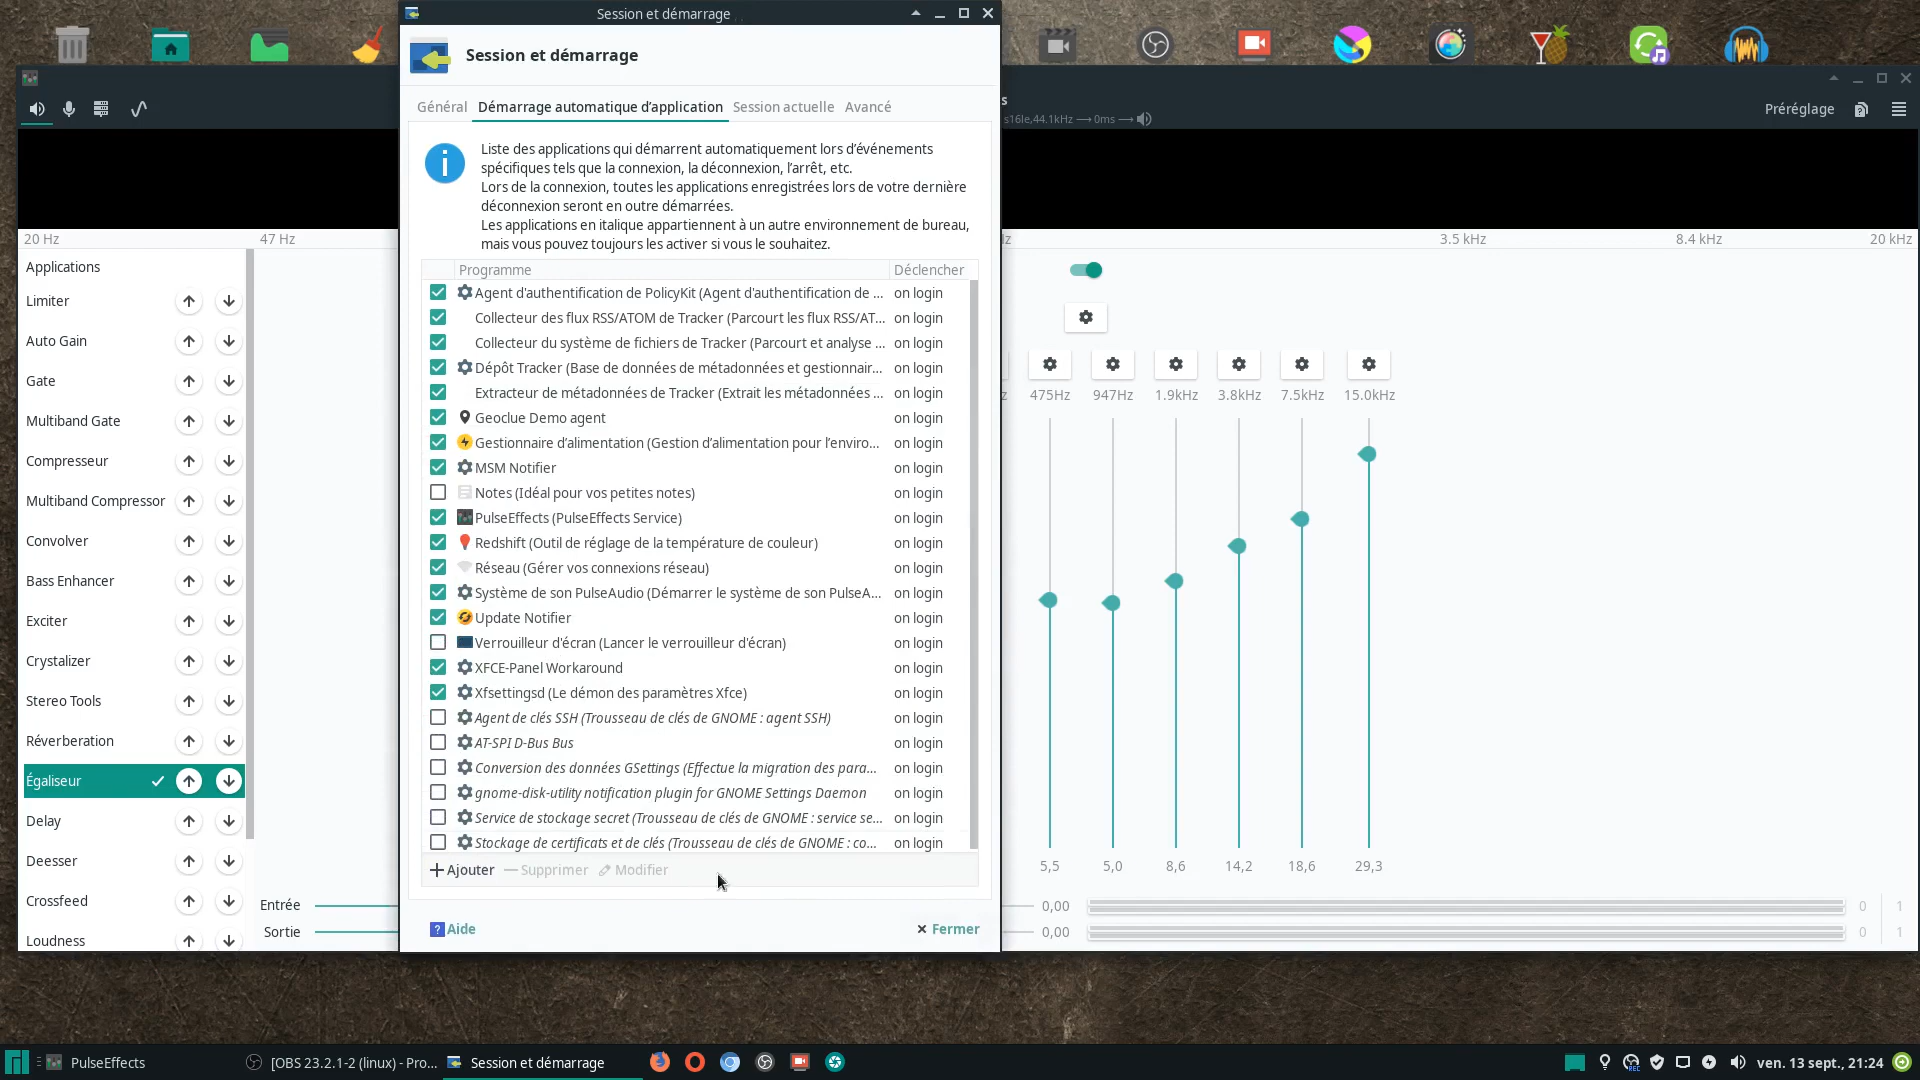 Session et démarrage
Session et démarrage
Général Démarrage automatique d'application Session actuelle Avancé
s
s16le,44.1kHz 0ms
Préréglage
Liste des applications qui démarrent automatiquement lors d'événements
spécifiques tels que la connexion, la déconnexion, l'arrêt, etc.
Lors de la connexion, toutes les applications enregistrées lors de votre dernière
déconnexion seront en outre démarrées.
Les applications en italique appartiennent à un autre environnement de bureau,
mais vous pouvez toujours les activer si vous le souhaitez.
20 Hz 47 Hz 3.5 kHz 8.4 kHz 20 kHz
Applications
Limiter
Auto Gain
Gate
Multiband Gate
Compresseur
Multiband Compressor
Convolver
Bass Enhancer
Exciter
Crystalizer
Stereo Tools
Réverberation
Égaliseur
Delay
Deesser
Crossfeed
Loudness
Programme Déclencher
Agent d'authentification de PolicyKit (Agent d'authentification de ... on login
Collecteur des flux RSS/ATOM de Tracker (Parcourt les flux RSS/AT... on login
Collecteur du système de fichiers de Tracker (Parcourt et analyse ... on login
Dépôt Tracker (Base de données de métadonnées et gestionnair... on login
Extracteur de métadonnées de Tracker (Extrait les métadonnées ... on login
Geoclue Demo agent on login
Gestionnaire d'alimentation (Gestion d'alimentation pour l'enviro... on login
MSM Notifier on login
Notes (Idéal pour vos petites notes) on login
PulseEffects (PulseEffects Service) on login
Redshift (Outil de réglage de la température de couleur) on login
Réseau (Gérer vos connexions réseau) on login
Système de son PulseAudio (Démarrer le système de son PulseA... on login
Update Notifier on login
Verrouilleur d'écran (Lancer le verrouilleur d'écran) on login
XFCE-Panel Workaround on login
Xfsettingsd (Le démon des paramètres Xfce) on login
Agent de clés SSH (Trousseau de clés de GNOME : agent SSH) on login
AT-SPI D-Bus Bus on login
Conversion des données GSettings (Effectue la migration des para... on login
gnome-disk-utility notification plugin for GNOME Settings Daemon on login
Service de stockage secret (Trousseau de clés de GNOME : service se... on login
Stockage de certificats et de clés (Trousseau de clés de GNOME : co... on login
Ajouter Supprimer Modifier
Aide Fermer
475Hz 947Hz 1.9kHz 3.8kHz 7.5kHz 15.0kHz
5,5 5,0 8,6 14,2 18,6 29,3
Entrée 0,00 0 1
Sortie 0,00 0 1
PulseEffects [OBS 23.2.1-2 (linux) - Pro... Session et démarrage REC ven. 13 sept., 21:24